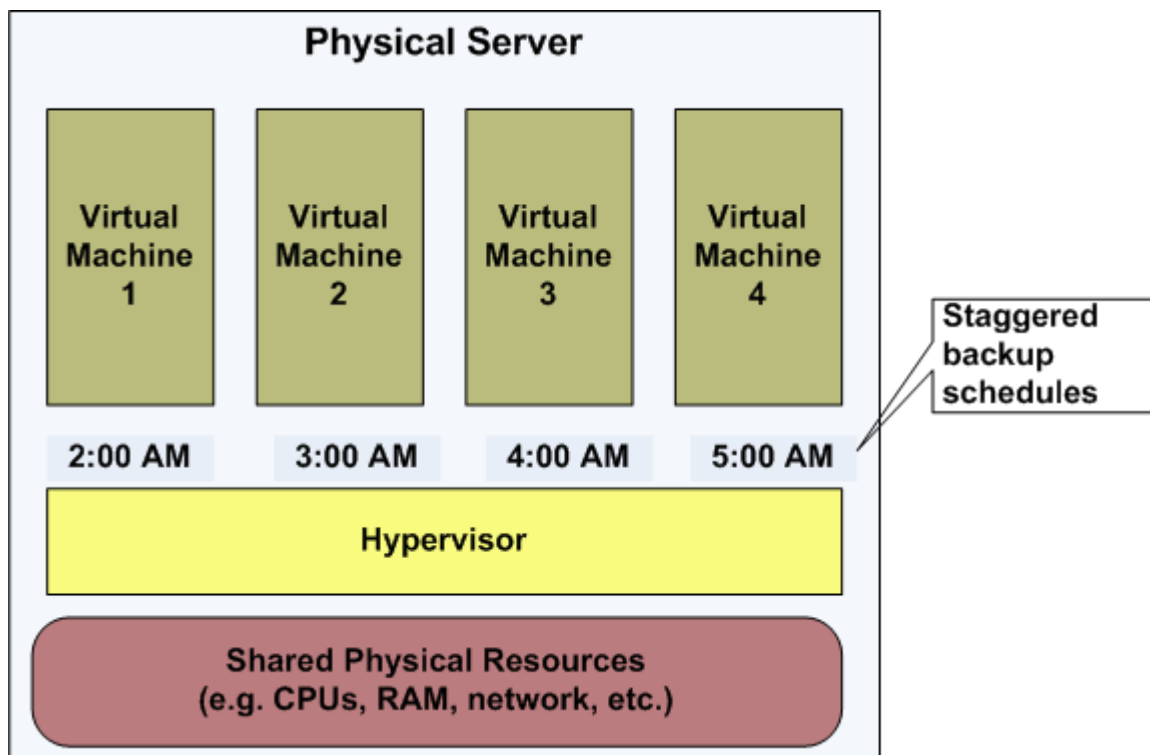 Physical Server
Virtual
Machine
1
Virtual
Machine
2
Virtual
Machine
3
Virtual
Machine
4
Staggered
backup
schedules
2:00 AM
3:00 AM
4:00 AM
5:00 AM
Hypervisor
Shared Physical Resources
(e.g. CPUs, RAM, network, etc.)